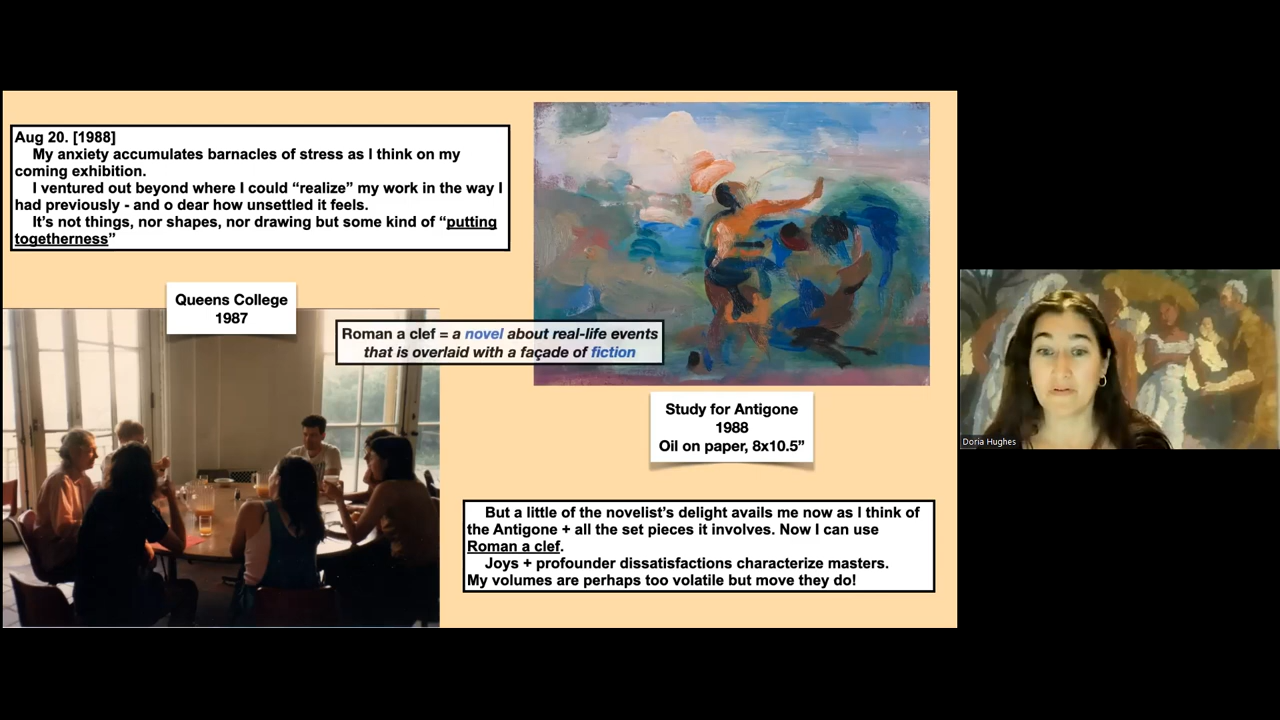 Aug 20. [1988]
My anxiety accumulates barnacles of stress as I think on my
coming exhibition.
I ventured out beyond where I could “realize” my work in the way I
had previously - and o dear how unsettled it feels.
It’s not things, nor shapes, nor drawing but some kind of “putting
togetherness”
Queens College
1987
Roman a clef = a novel about real-life events
that is overlaid with a façade of fiction
Study for Antigone
1988
Oil on paper, 8x10.5”
But a little of the novelist’s delight avails me now as I think of
the Antigone + all the set pieces it involves. Now I can use
Roman a clef.
Joys + profounder dissatisfactions characterize masters.
My volumes are perhaps too volatile but move they do!
Doria Hughes